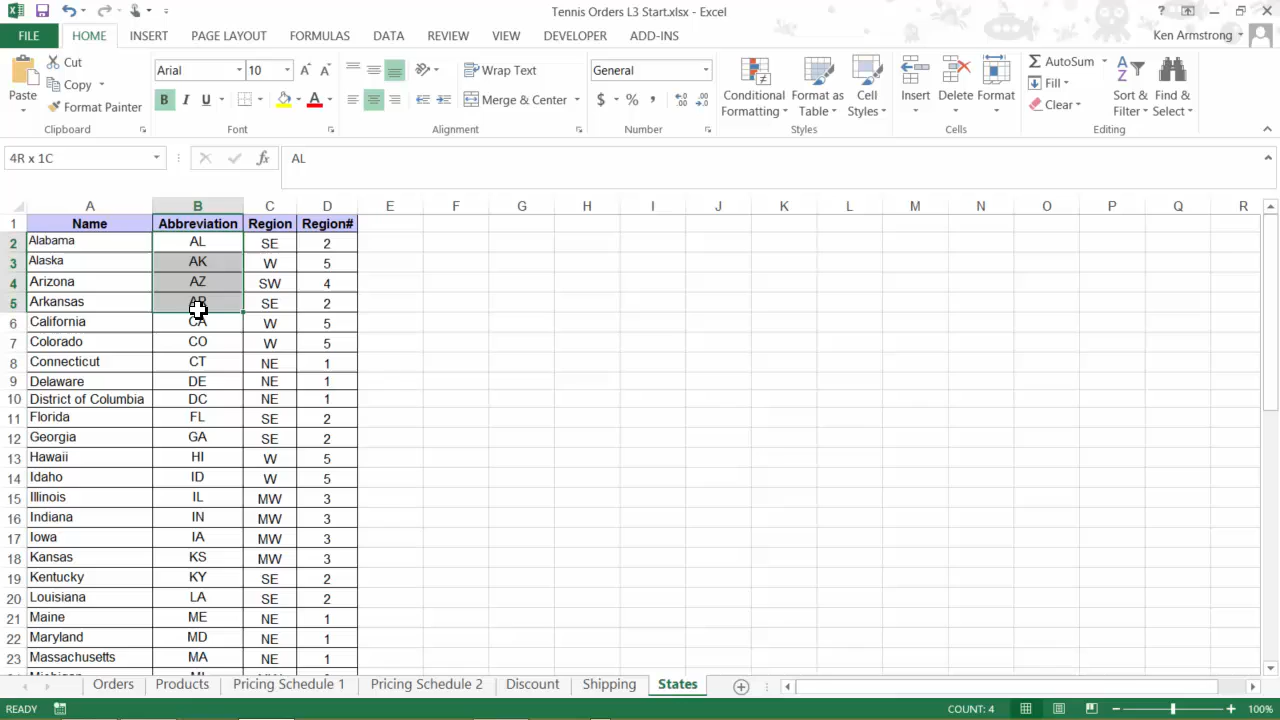 Tennis Orders L3 Start.xlsx - Excel
FILE HOME INSERT PAGE LAYOUT FORMULAS DATA REVIEW VIEW DEVELOPER ADD-INS Ken Armstrong
Paste Cut Copy Format Painter Clipboard
Arial 10 A A B I U A Font
Wrap Text Merge & Center Alignment
General $ % , Number
Conditional Formatting Format as Table Cell Styles Styles
Insert Delete Format Cells
AutoSum Fill Clear Sort & Filter Find & Select Editing
4R x 1C fx AL
A B C D E F G H I J K L M N O P Q R
1 Name Abbreviation Region Region#
2 Alabama AL SE 2
3 Alaska AK W 5
4 Arizona AZ SW 4
5 Arkansas AR SE 2
6 California CA W 5
7 Colorado CO W 5
8 Connecticut CT NE 1
9 Delaware DE NE 1
10 District of Columbia DC NE 1
11 Florida FL SE 2
12 Georgia GA SE 2
13 Hawaii HI W 5
14 Idaho ID W 5
15 Illinois IL MW 3
16 Indiana IN MW 3
17 Iowa IA MW 3
18 Kansas KS MW 3
19 Kentucky KY SE 2
20 Louisiana LA SE 2
21 Maine ME NE 1
22 Maryland MD NE 1
23 Massachusetts MA NE 1
Orders Products Pricing Schedule 1 Pricing Schedule 2 Discount Shipping States
READY COUNT: 4 100%